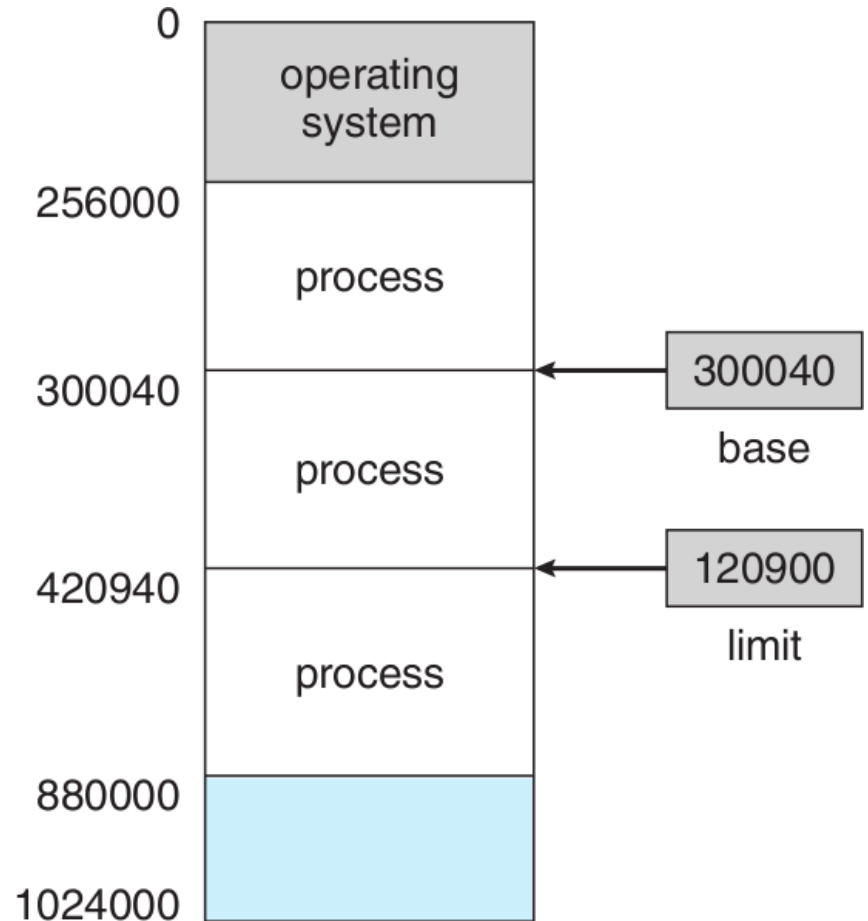 0
operating
system
256000
process
300040
300040
base
process
120900
420940
limit
process
880000
1024000